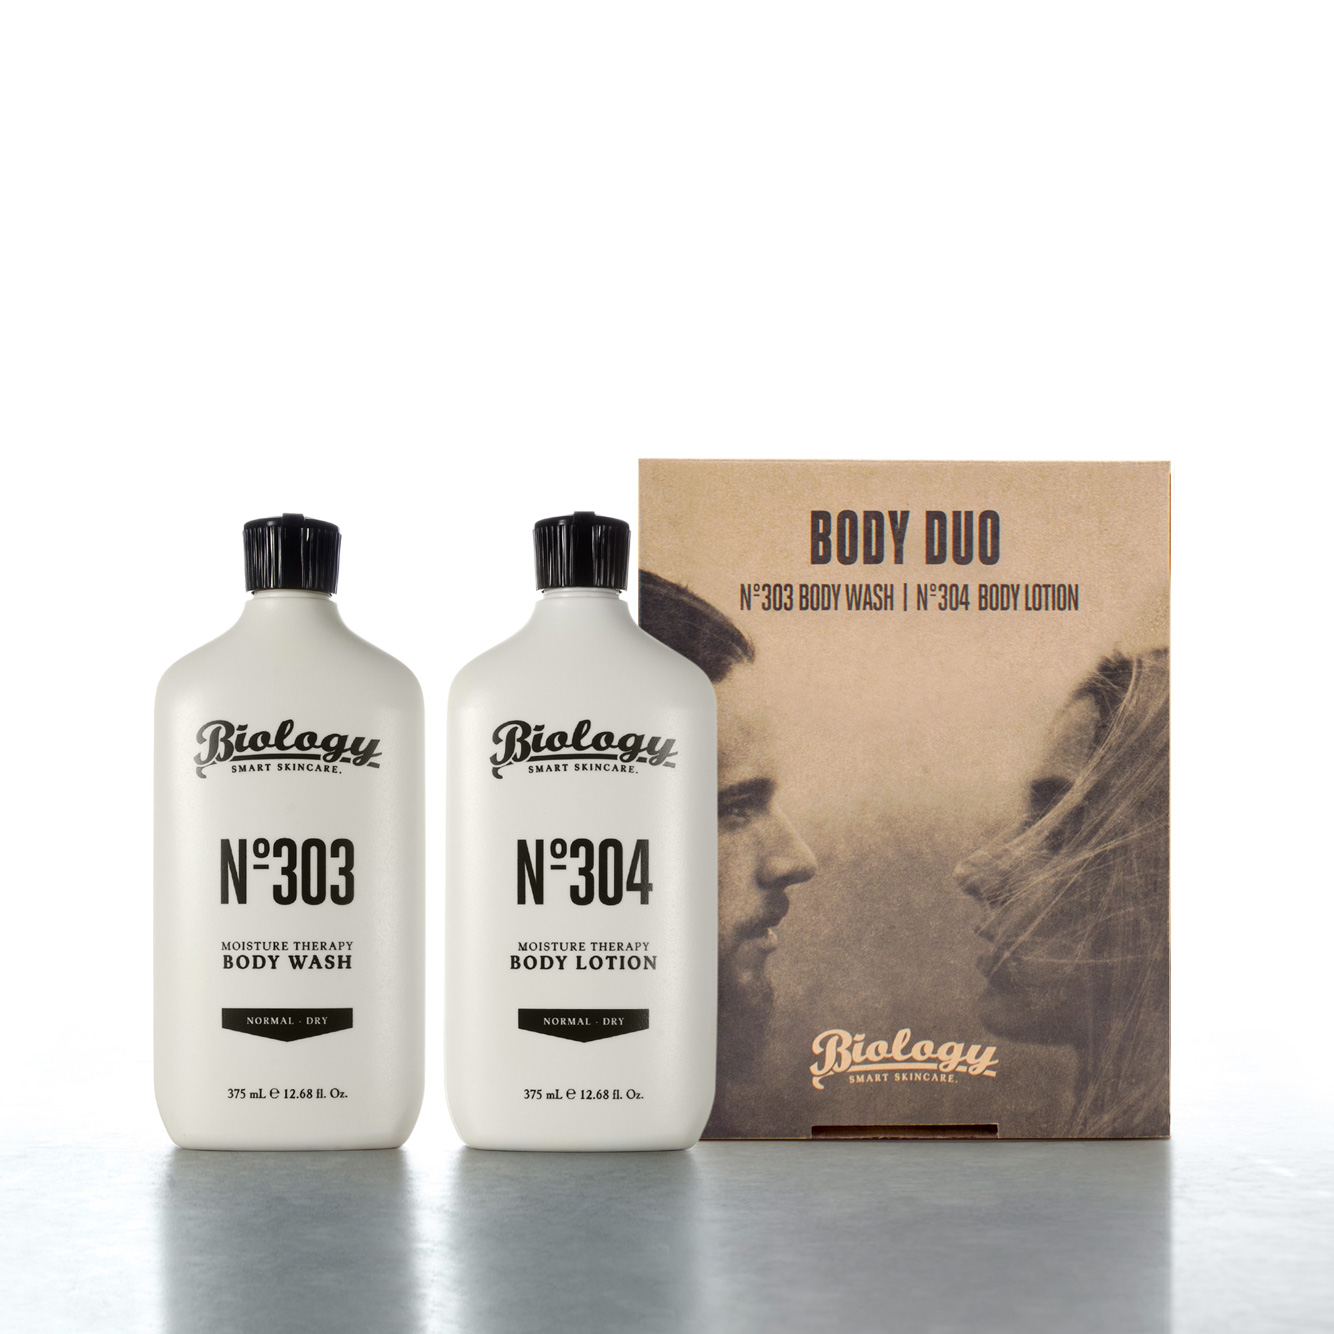 Biology
SMART SKINCARE.
Nº303
MOISTURE THERAPY
BODY WASH
NORMAL · DRY
375 mL ℮ 12.68 fl. Oz.
Biology
SMART SKINCARE.
Nº304
MOISTURE THERAPY
BODY LOTION
NORMAL · DRY
375 mL ℮ 12.68 fl. Oz.
BODY DUO
Nº303 BODY WASH | Nº304 BODY LOTION
Biology
SMART SKINCARE.